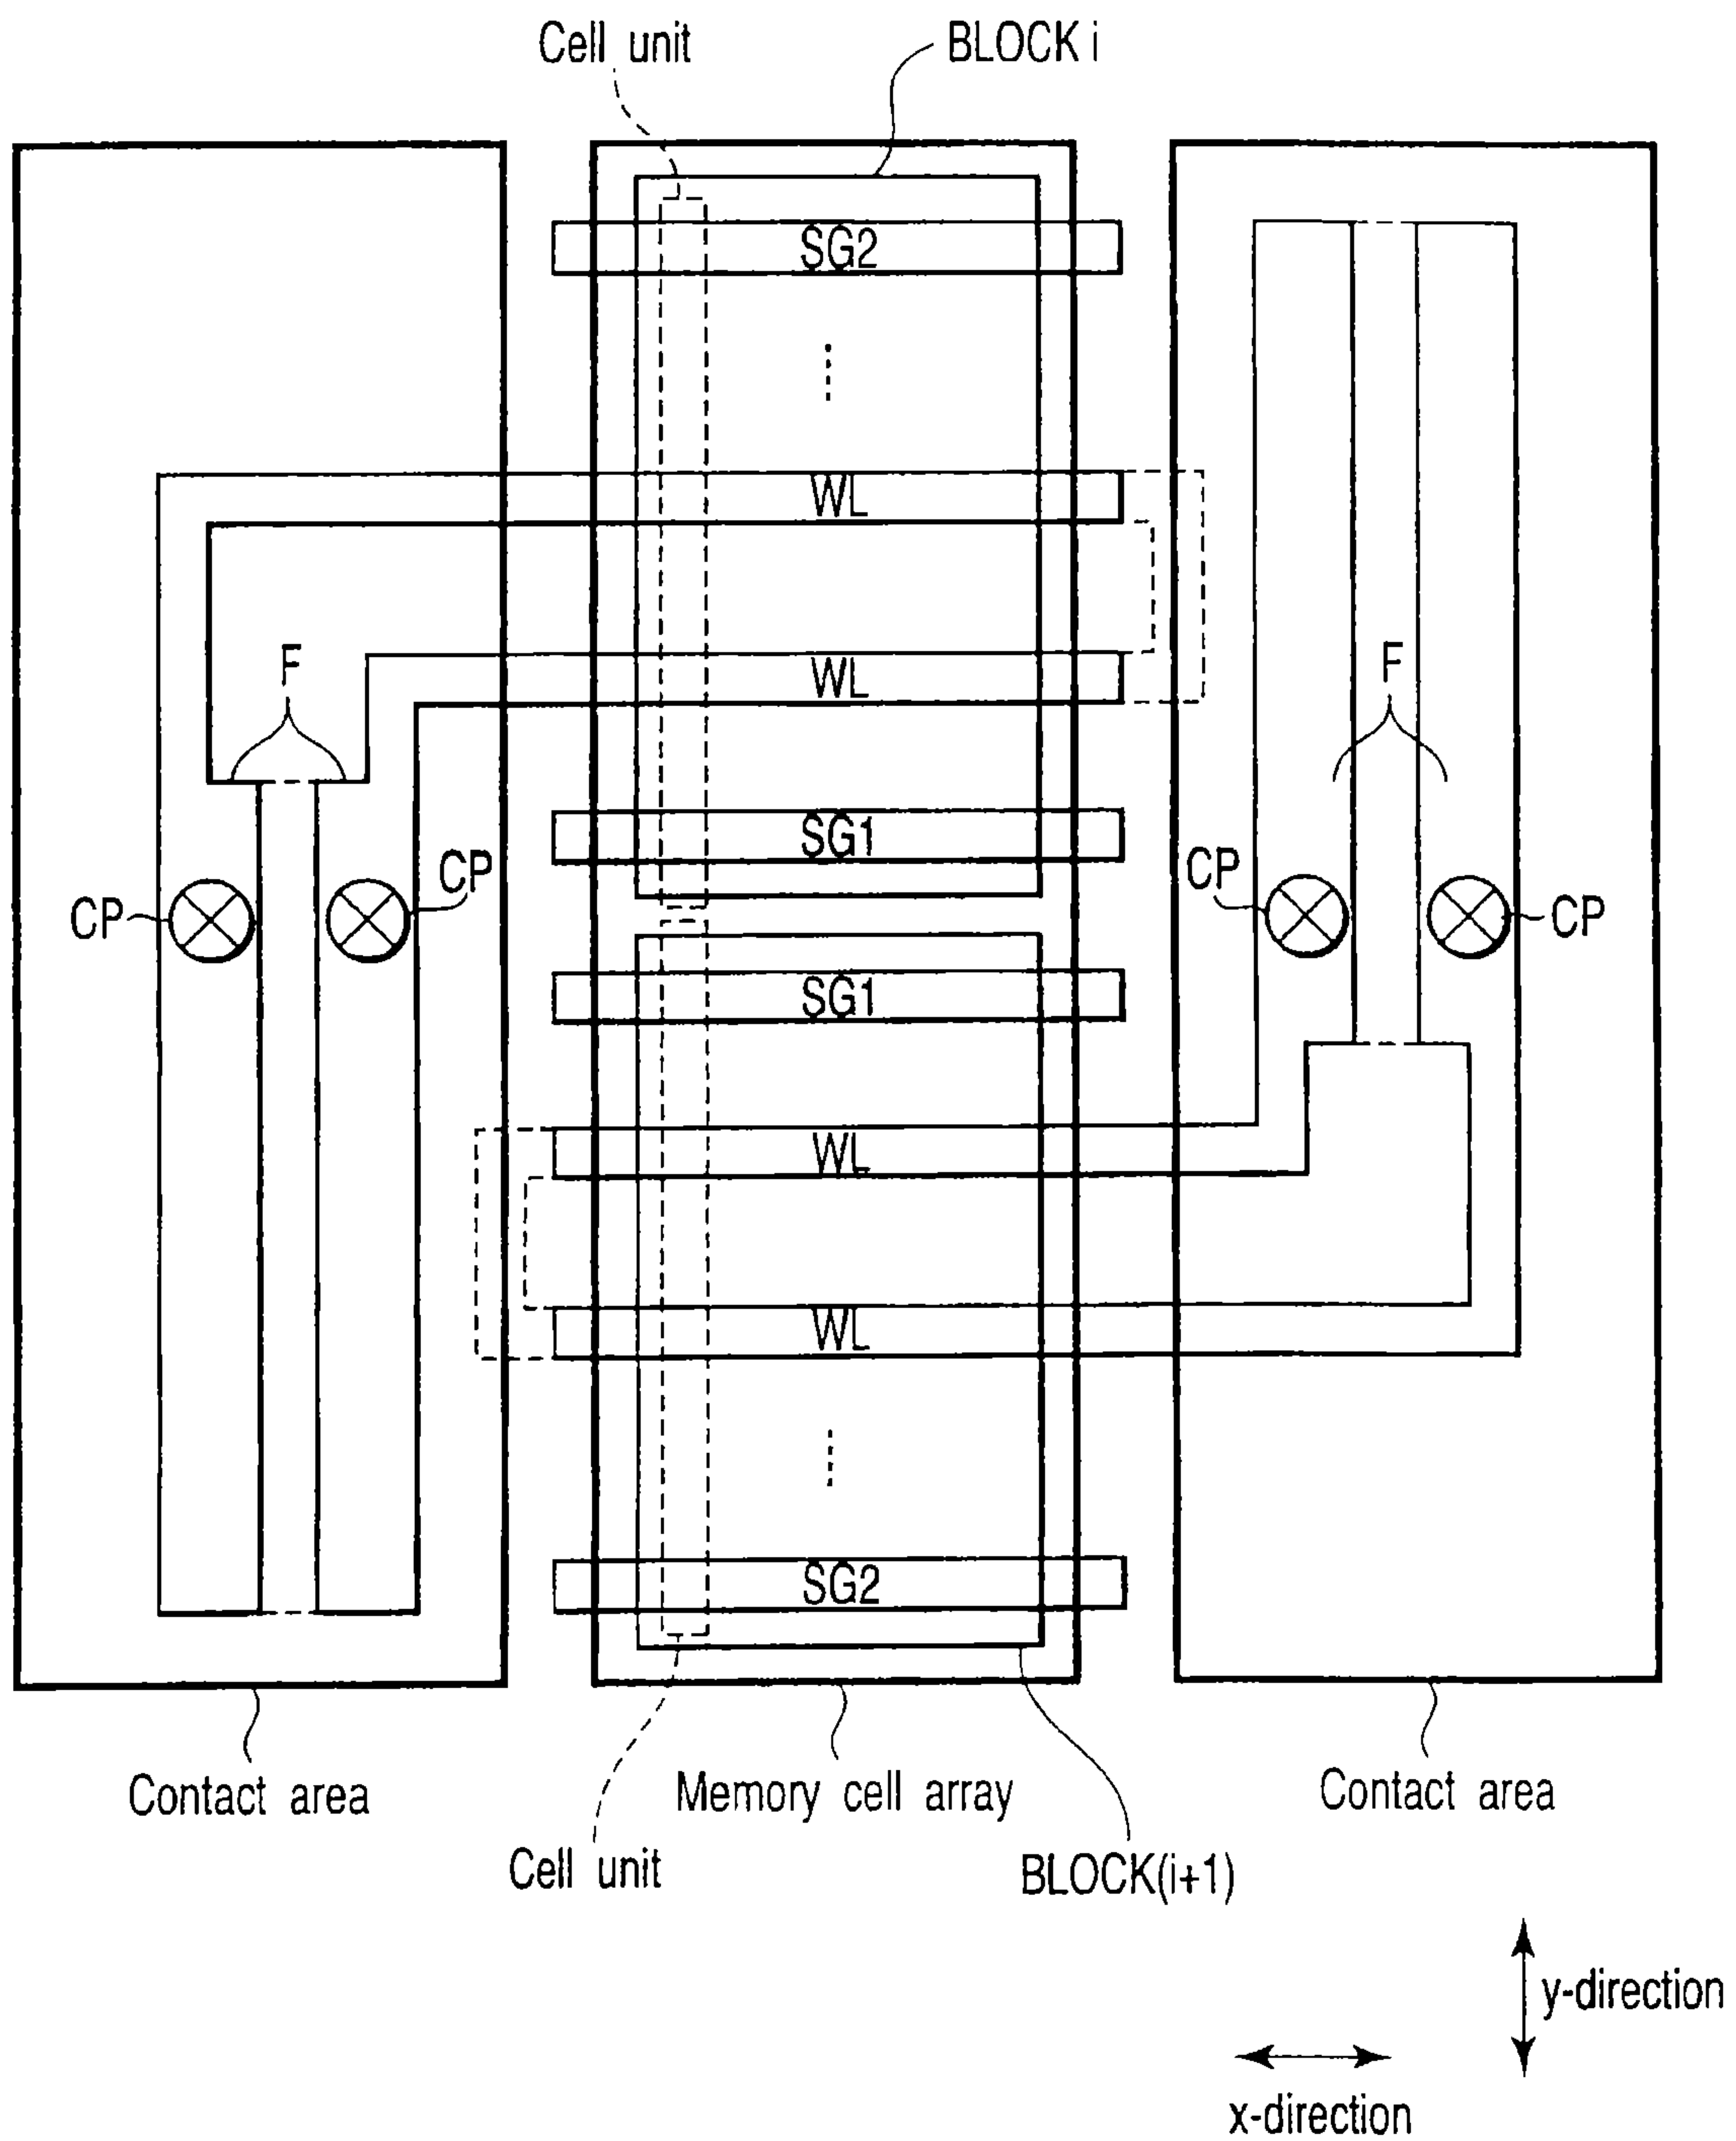 Cell unit
BLOCK i
SG2
WL
WL
F
F
SG1
CP
CP
CP
CP
SG1
WL
WL
SG2
Contact area
Memory cell array
Contact area
Cell unit
BLOCK(i+1)
y-direction
x-direction